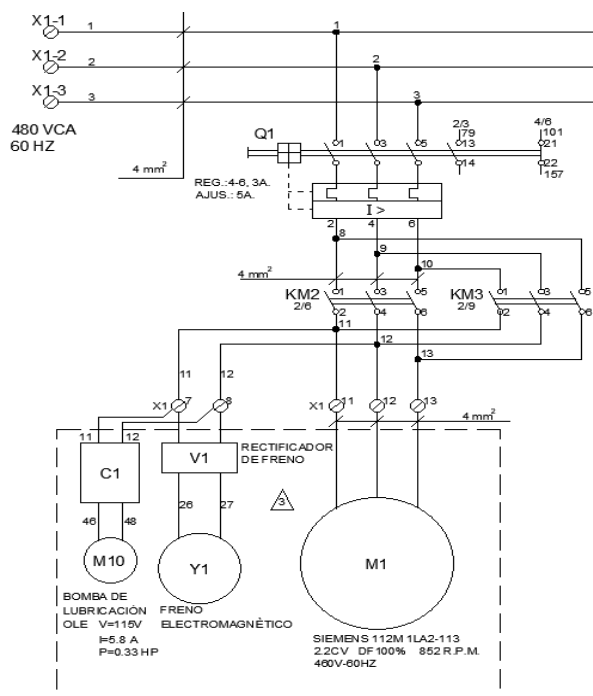 X1-1 1 1
X1-2 2 2
X1-3 3 3
480 VCA
60 HZ
4 mm²
Q1 1 3 5 2/3 79 13 14 4/6 101 21 22 157
REG.:4-6, 3A.
AJUS.: 5A.
I >
2 4 6
8 9 10
4 mm²
KM2 2/6 1 3 5 2 4 6
KM3 2/9 1 3 5 2 4 6
11 12 13
11 12
X1 7 8 X1 11 12 13
4 mm²
11 12
C1 V1 RECTIFICADOR
DE FRENO
46 48 26 27 3
M10 Y1 M1
BOMBA DE
LUBRICACIÓN
OLE V=115V
I=5.8 A
P=0.33 HP
FRENO
ELECTROMAGNÉTICO
SIEMENS 112M 1LA2-113
2.2CV DF100% 852 R.P.M.
460V-60HZ